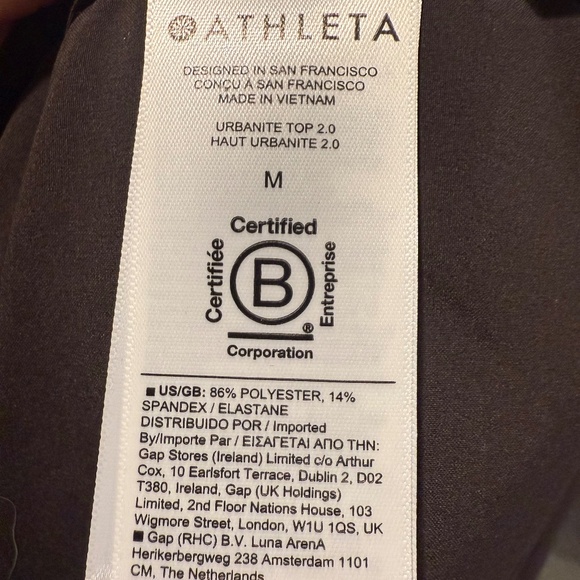 ATHLETA
DESIGNED IN SAN FRANCISCO
CONÇU À SAN FRANCISCO
MADE IN VIETNAM
URBANITE TOP 2.0
HAUT URBANITE 2.0
M
Certified
Certifiée
B
Entreprise
®
Corporation
■ US/GB: 86% POLYESTER, 14%
SPANDEX / ELASTANE
DISTRIBUIDO POR / Imported
By/Importe Par / ΕΙΣΑΓΕΤΑΙ ΑΠΟ ΤΗΝ:
Gap Stores (Ireland) Limited c/o Arthur
Cox, 10 Earlsfort Terrace, Dublin 2, D02
T380, Ireland, Gap (UK Holdings)
Limited, 2nd Floor Nations House, 103
Wigmore Street, London, W1U 1QS, UK
■ Gap (RHC) B.V. Luna ArenA
Herikerbergweg 238 Amsterdam 1101
CM, The Netherlands